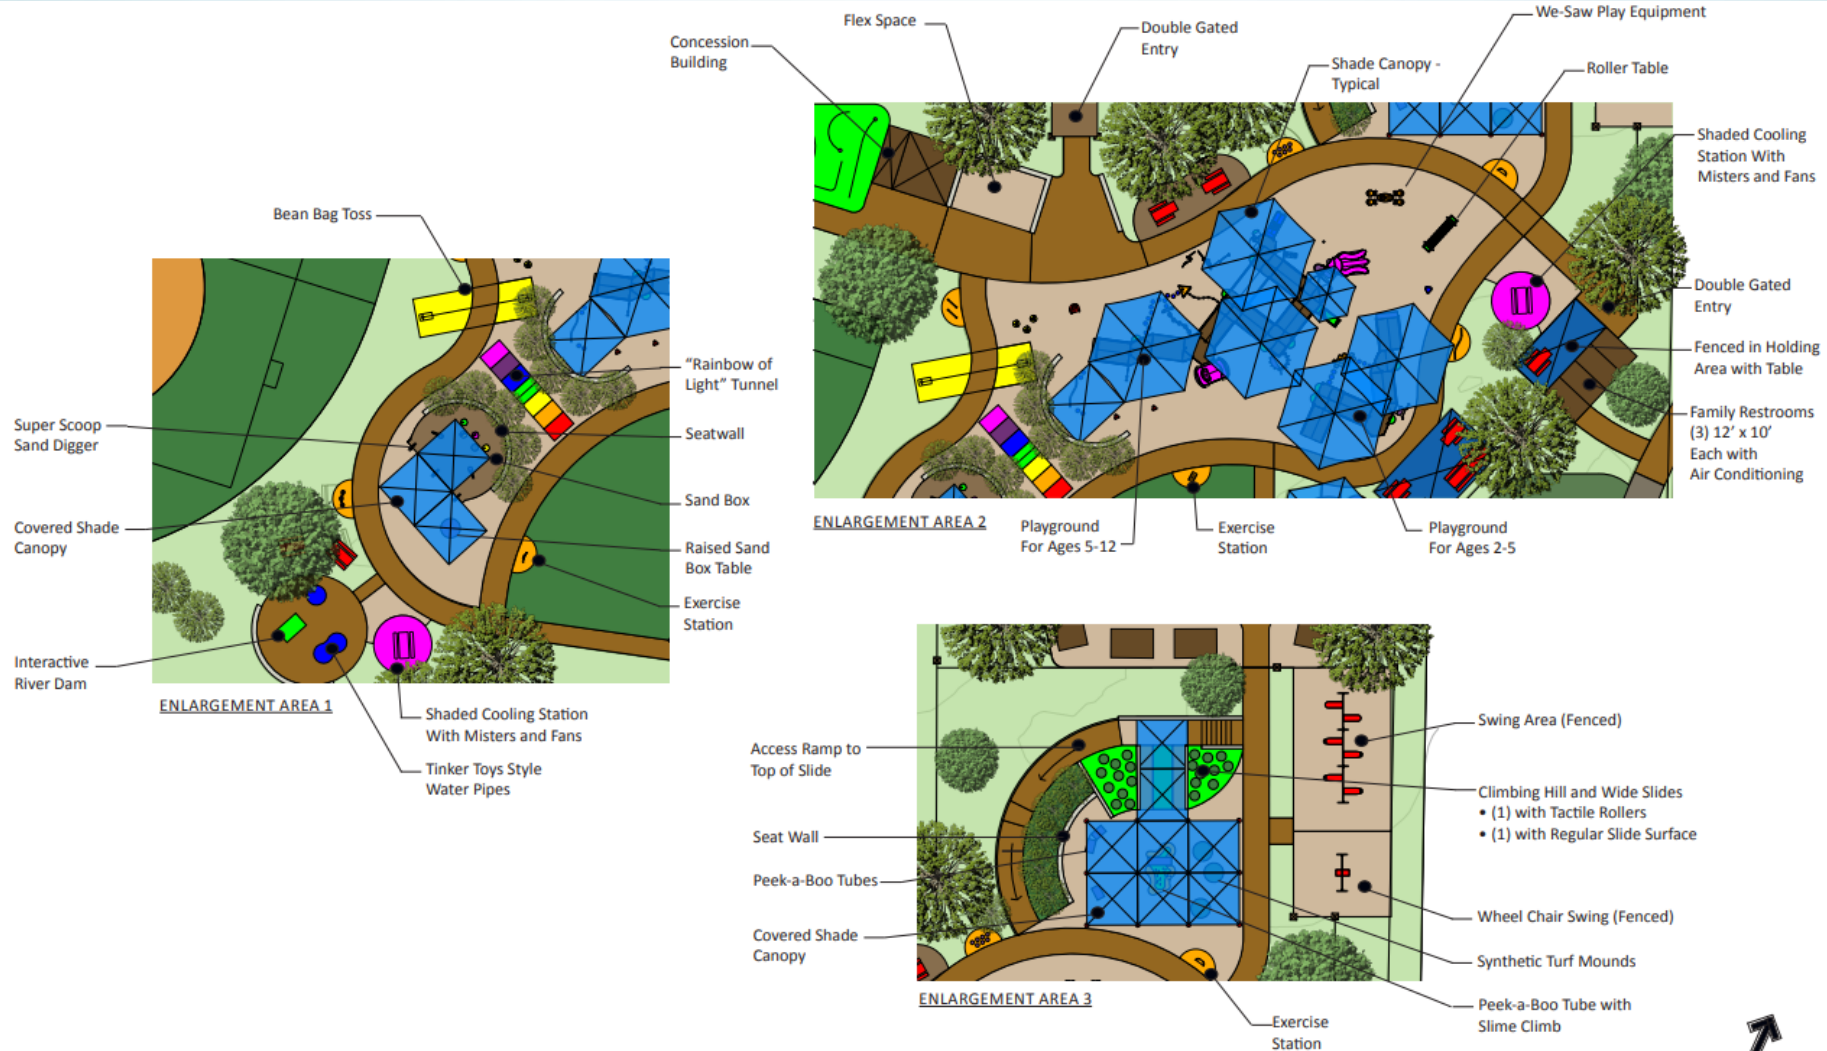 Bean Bag Toss
"Rainbow of
Light" Tunnel
Super Scoop
Sand Digger
Seatwall
Sand Box
Covered Shade
Canopy
Raised Sand
Box Table
Exercise
Station
Interactive
River Dam
ENLARGEMENT AREA 1
Shaded Cooling Station
With Misters and Fans
Tinker Toys Style
Water Pipes
Flex Space
Concession
Building
Double Gated
Entry
We-Saw Play Equipment
Shade Canopy -
Typical
Roller Table
Shaded Cooling
Station With
Misters and Fans
Double Gated
Entry
Fenced in Holding
Area with Table
Family Restrooms
(3) 12' x 10'
Each with
Air Conditioning
ENLARGEMENT AREA 2
Playground
For Ages 5-12
Exercise
Station
Playground
For Ages 2-5
Access Ramp to
Top of Slide
Seat Wall
Peek-a-Boo Tubes
Covered Shade
Canopy
ENLARGEMENT AREA 3
Swing Area (Fenced)
Climbing Hill and Wide Slides
• (1) with Tactile Rollers
• (1) with Regular Slide Surface
Wheel Chair Swing (Fenced)
Synthetic Turf Mounds
Peek-a-Boo Tube with
Slime Climb
Exercise
Station